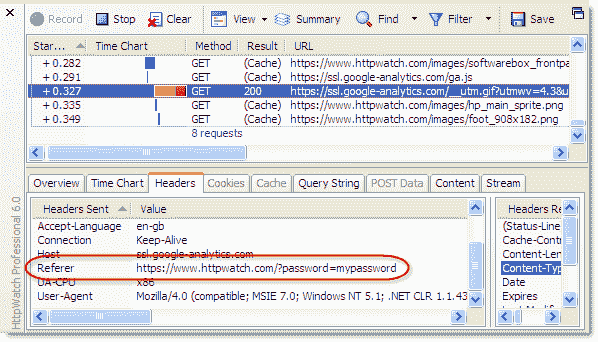 Record Stop Clear View Summary Find Filter Save
Star... Time Chart Method Result URL
+ 0.282 GET (Cache) https://www.httpwatch.com/images/softwarebox_frontpa
+ 0.291 GET (Cache) https://ssl.google-analytics.com/ga.js
+ 0.327 GET 200 https://ssl.google-analytics.com/__utm.gif?utmwv=4.3&u
+ 0.335 GET (Cache) https://www.httpwatch.com/images/hp_main_sprite.png
+ 0.349 GET (Cache) https://www.httpwatch.com/images/foot_908x182.png
8 requests
Overview Time Chart Headers Cookies Cache Query String POST Data Content Stream
Headers Sent Value
Accept-Language en-gb
Connection Keep-Alive
Host ssl.google-analytics.com
Referer https://www.httpwatch.com/?password=mypassword
UA-CPU x86
User-Agent Mozilla/4.0 (compatible; MSIE 7.0; Windows NT 5.1; .NET CLR 1.1.43
Headers Re
(Status-Line
Cache-Cont
Content-Len
Content-Typ
Date
Expires
HttpWatch Professional 6.0